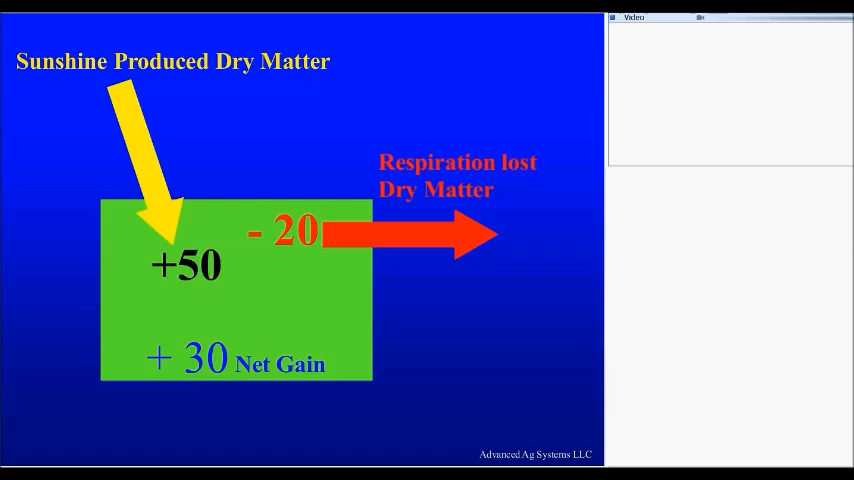 Video
Sunshine Produced Dry Matter
Respiration lost
Dry Matter
- 20
+50
+ 30 Net Gain
Advanced Ag Systems LLC